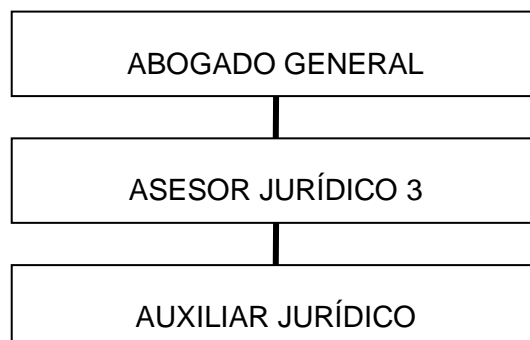 ABOGADO GENERAL
ASESOR JURÍDICO 3
AUXILIAR JURÍDICO